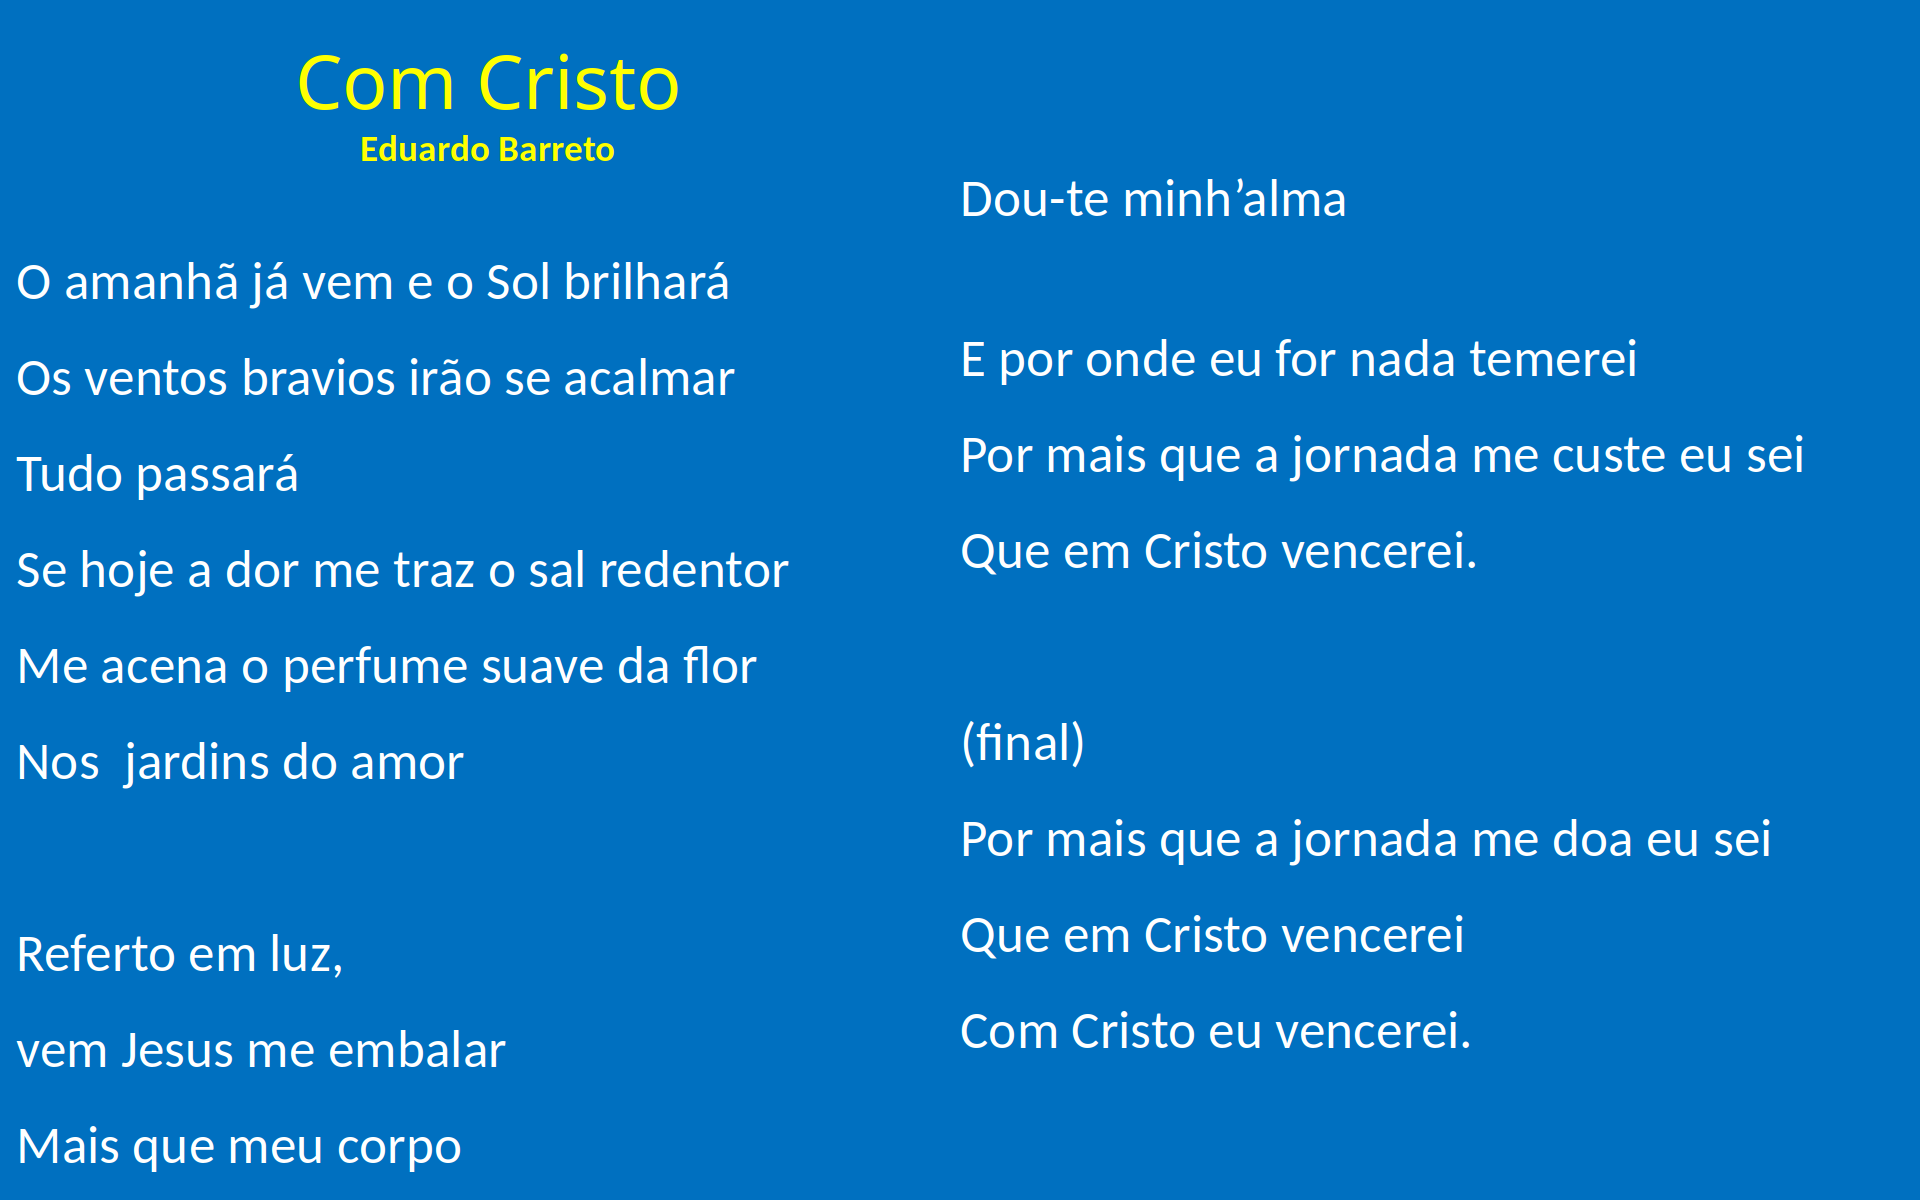 Com Cristo
Eduardo Barreto
O amanhã já vem e o Sol brilhará
Os ventos bravios irão se acalmar
Tudo passará
Se hoje a dor me traz o sal redentor
Me acena o perfume suave da flor
Nos  jardins do amor
Referto em luz,
vem Jesus me embalar
Mais que meu corpo
Dou-te minh’alma
E por onde eu for nada temerei
Por mais que a jornada me custe eu sei
Que em Cristo vencerei.
(final)
Por mais que a jornada me doa eu sei
Que em Cristo vencerei
Com Cristo eu vencerei.